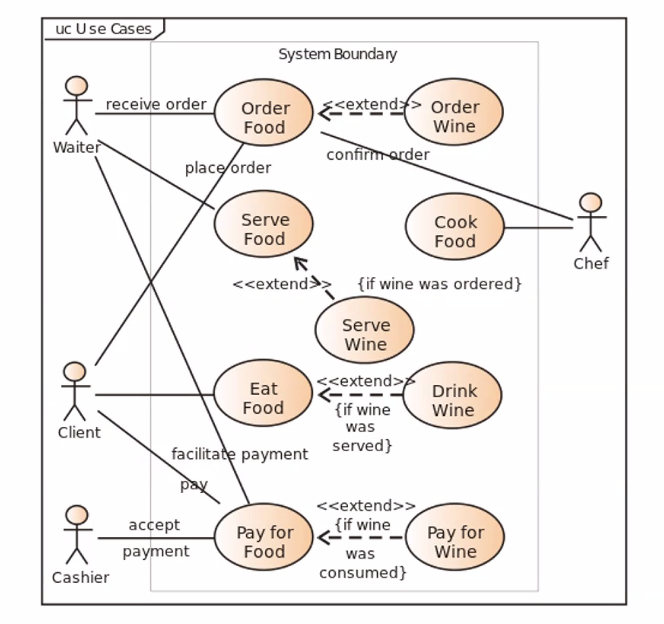 uc Use Cases
System Boundary
receive order
Order
Food
<<extend>>
Order
Wine
Waiter
place order
confirm order
Serve
Food
Cook
Food
Chef
<<extend>>
{if wine was ordered}
Serve
Wine
Client
Eat
Food
<<extend>>
{if wine
was
served}
Drink
Wine
facilitate payment
pay
accept
payment
Cashier
Pay for
Food
<<extend>>
{if wine
was
consumed}
Pay for
Wine